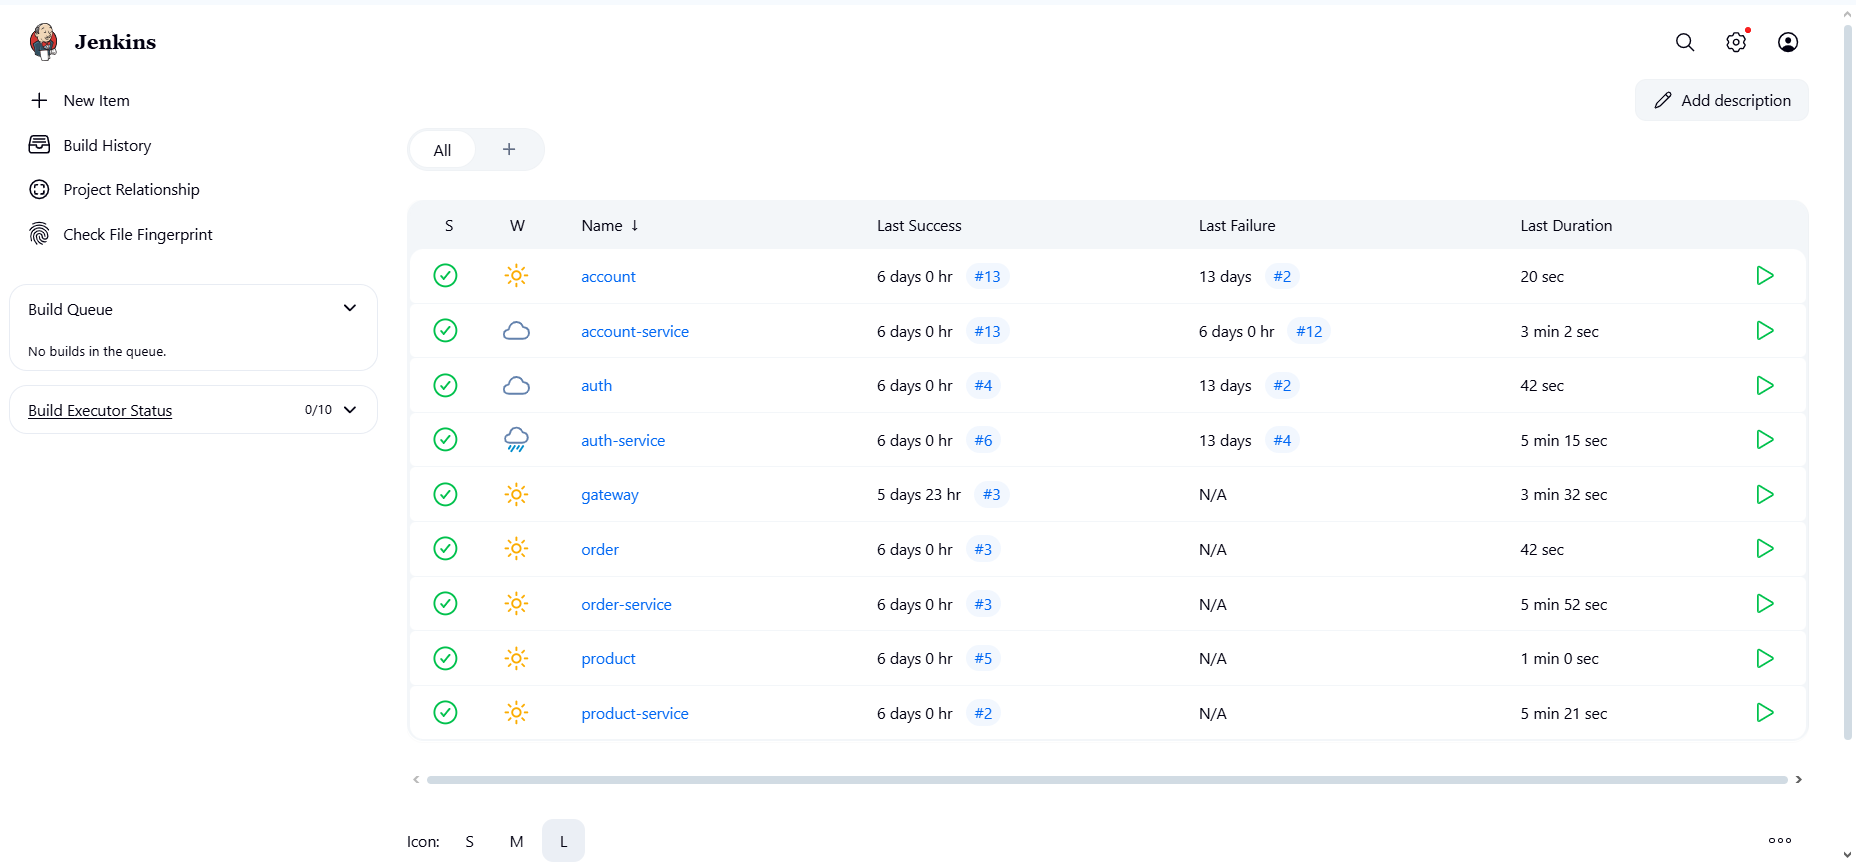 Jenkins
New Item
Build History
Project Relationship
Check File Fingerprint
Build Queue
No builds in the queue.
Build Executor Status 0/10
Add description
All +
S W Name ↓ Last Success Last Failure Last Duration
account 6 days 0 hr #13 13 days #2 20 sec
account-service 6 days 0 hr #13 6 days 0 hr #12 3 min 2 sec
auth 6 days 0 hr #4 13 days #2 42 sec
auth-service 6 days 0 hr #6 13 days #4 5 min 15 sec
gateway 5 days 23 hr #3 N/A 3 min 32 sec
order 6 days 0 hr #3 N/A 42 sec
order-service 6 days 0 hr #3 N/A 5 min 52 sec
product 6 days 0 hr #5 N/A 1 min 0 sec
product-service 6 days 0 hr #2 N/A 5 min 21 sec
Icon: S M L